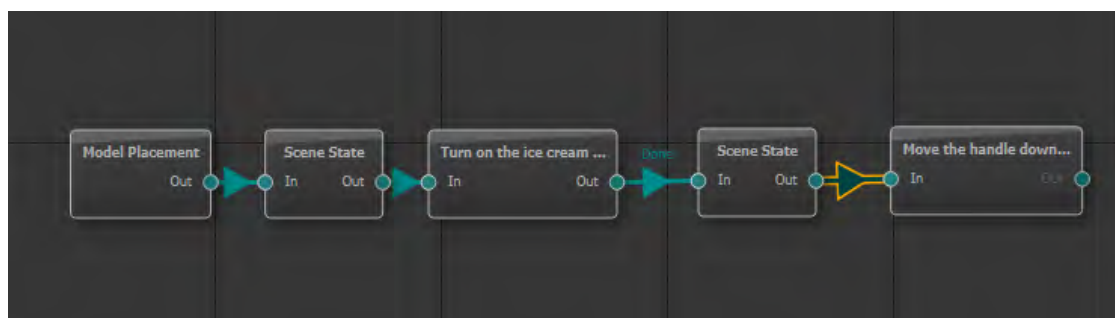 Model Placement
Out
Scene State
In Out
Turn on the ice cream ...
In Out
Done
Scene State
In Out
Move the handle down...
In Out